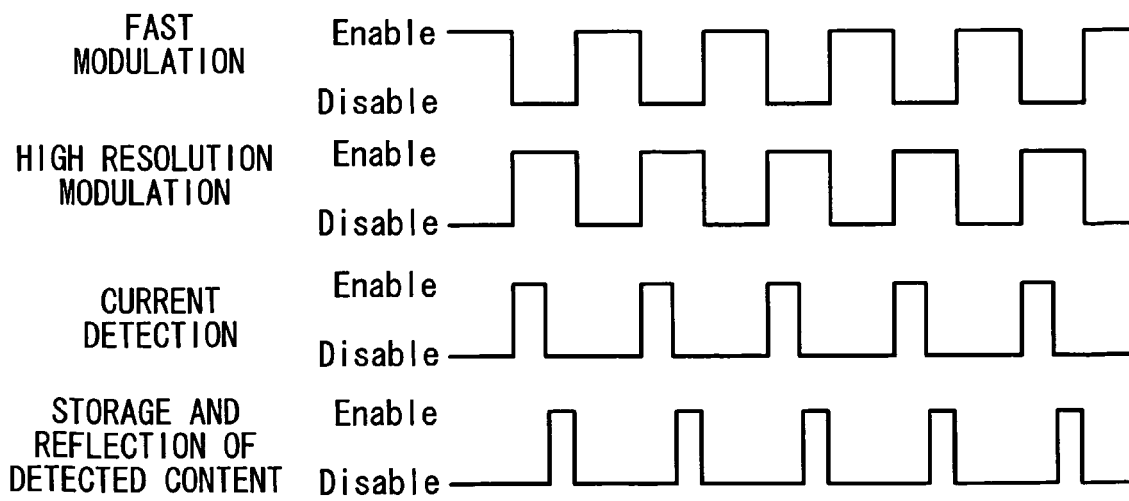 FAST
MODULATION
Enable
Disable
HIGH RESOLUTION
MODULATION
Enable
Disable
CURRENT
DETECTION
Enable
Disable
STORAGE AND
REFLECTION OF
DETECTED CONTENT
Enable
Disable